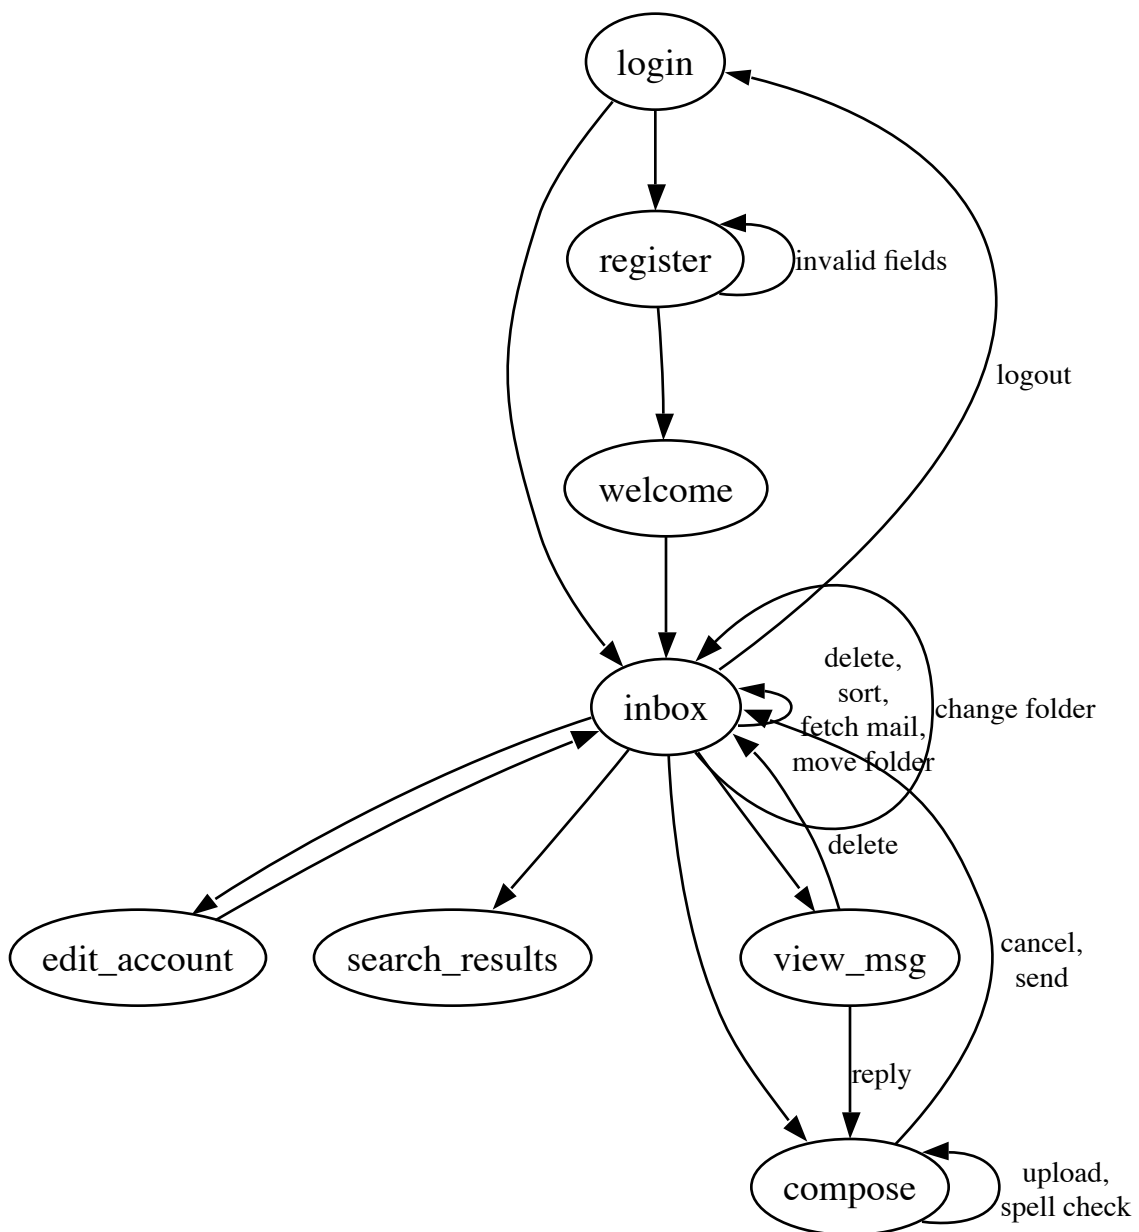 login
register
invalid fields
logout
welcome
delete,
sort,
fetch mail,
move folder
inbox
change folder
delete
edit_account
search_results
view_msg
cancel,
send
reply
compose
upload,
spell check